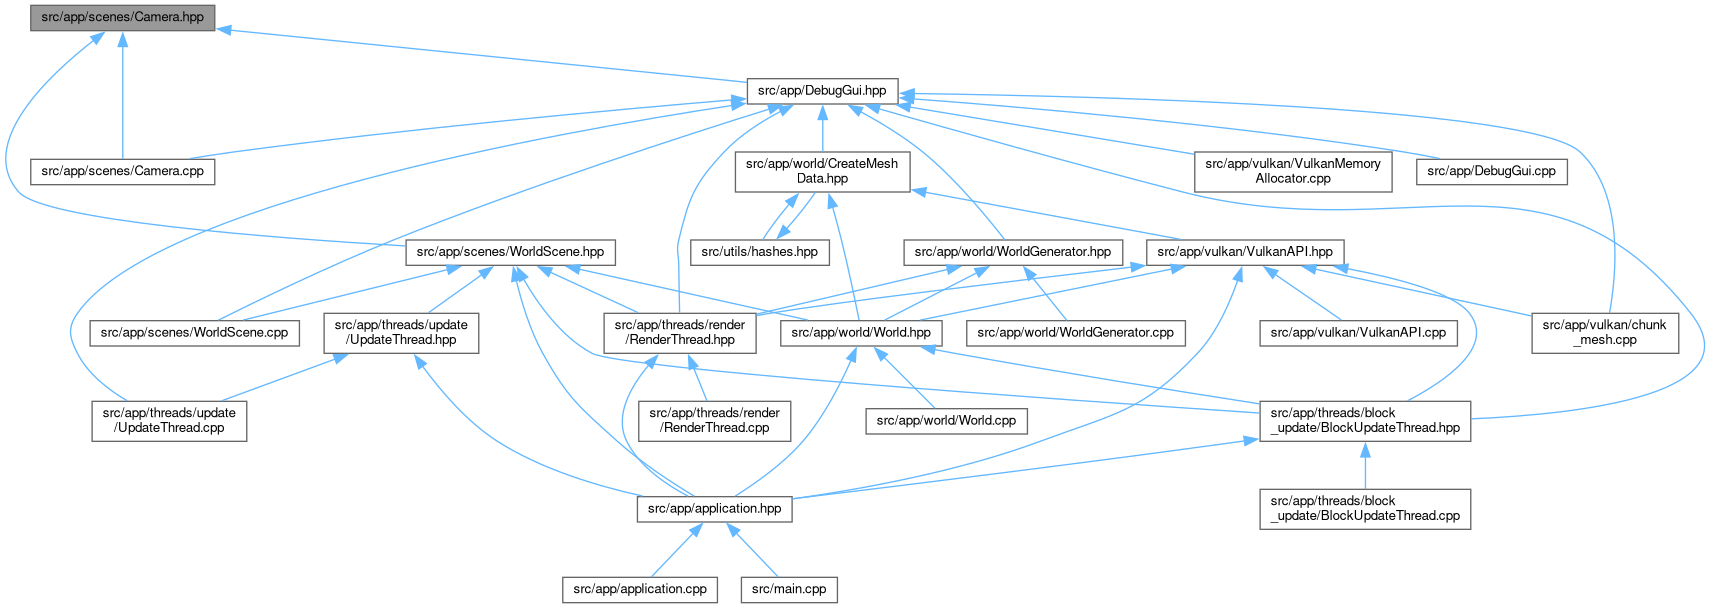 src/app/scenes/Camera.hpp
src/app/DebugGui.hpp
src/app/scenes/Camera.cpp
src/app/world/CreateMesh
Data.hpp
src/app/vulkan/VulkanMemory
Allocator.cpp
src/app/DebugGui.cpp
src/app/scenes/WorldScene.hpp
src/utils/hashes.hpp
src/app/world/WorldGenerator.hpp
src/app/vulkan/VulkanAPI.hpp
src/app/scenes/WorldScene.cpp
src/app/threads/update
/UpdateThread.hpp
src/app/threads/render
/RenderThread.hpp
src/app/world/World.hpp
src/app/world/WorldGenerator.cpp
src/app/vulkan/VulkanAPI.cpp
src/app/vulkan/chunk
_mesh.cpp
src/app/threads/update
/UpdateThread.cpp
src/app/threads/render
/RenderThread.cpp
src/app/world/World.cpp
src/app/threads/block
_update/BlockUpdateThread.hpp
src/app/application.hpp
src/app/threads/block
_update/BlockUpdateThread.cpp
src/app/application.cpp
src/main.cpp